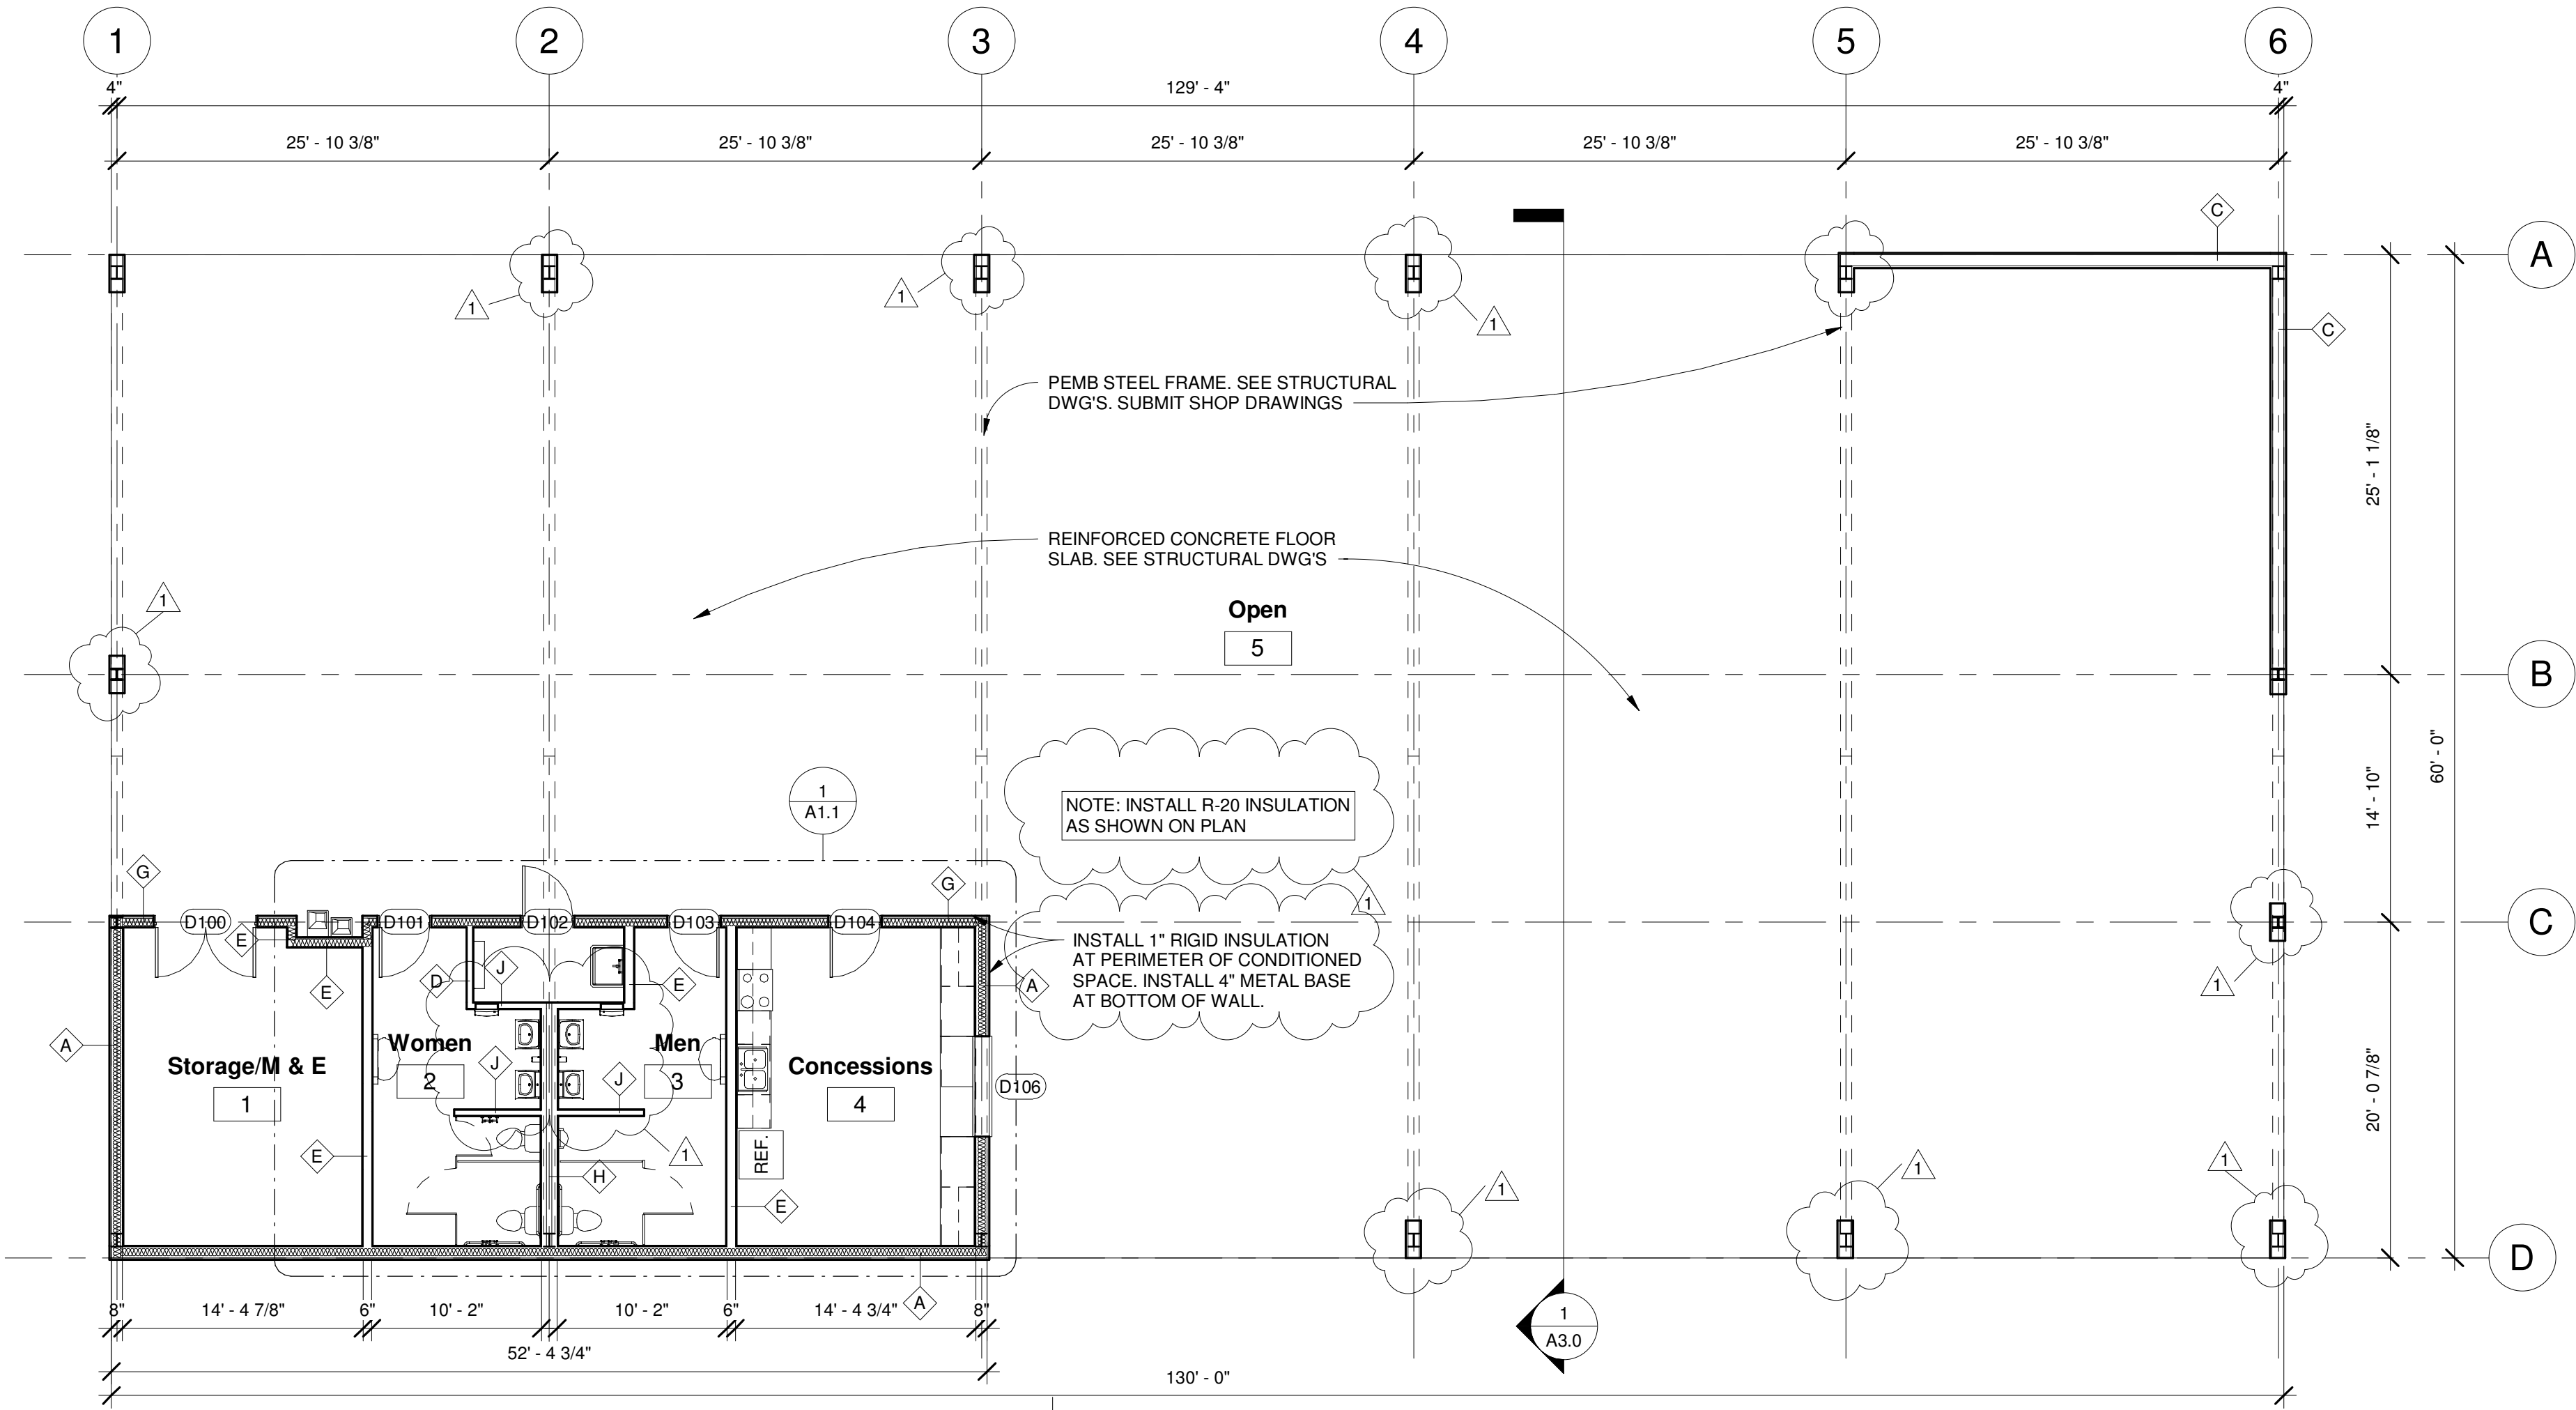 1 2 3 4 5 6
4" 129' - 4" 4"
25' - 10 3/8" 25' - 10 3/8" 25' - 10 3/8" 25' - 10 3/8" 25' - 10 3/8"
C
A
1 1 1
C
PEMB STEEL FRAME. SEE STRUCTURAL
DWG'S. SUBMIT SHOP DRAWINGS
25' - 1 1/8"
REINFORCED CONCRETE FLOOR
SLAB. SEE STRUCTURAL DWG'S
1
Open
5
B
60' - 0"
14' - 10"
1
A1.1
NOTE: INSTALL R-20 INSULATION
AS SHOWN ON PLAN
1
G G
D100 D101 D102 D103 D104
C
E
INSTALL 1" RIGID INSULATION
AT PERIMETER OF CONDITIONED
SPACE. INSTALL 4" METAL BASE
AT BOTTOM OF WALL.
E D J E A
1
A
Women
2
Men
3
Storage/M & E
1
Concessions
4
J J
D106
20' - 0 7/8"
E H E
REF.
1
1 1 1
D
8" 14' - 4 7/8" 6" 10' - 2" 10' - 2" 6" 14' - 4 3/4" A 8"
52' - 4 3/4"
1
A3.0
130' - 0"